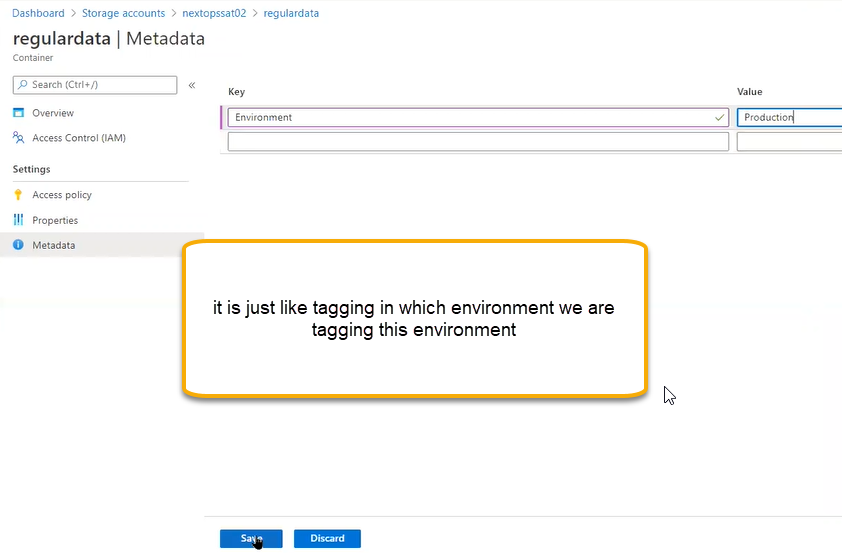 Dashboard > Storage accounts > nextopssat02 > regulardata
regulardata | Metadata
Container
Search (Ctrl+/)
«
Overview
Access Control (IAM)
Settings
Access policy
Properties
Metadata
Key Value
Environment Production
it is just like tagging in which environment we are
tagging this environment
Save Discard